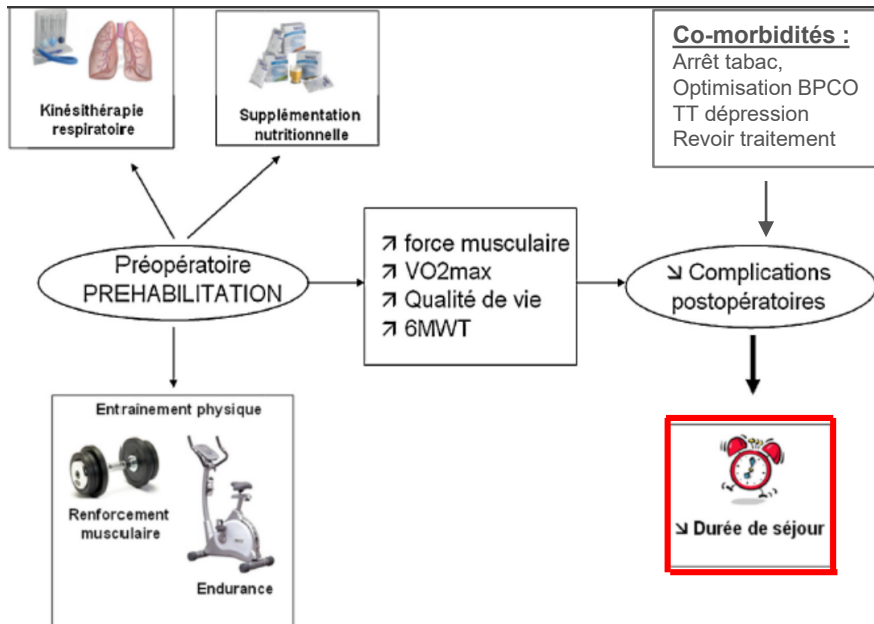 Kinésithérapie
respiratoire
Supplémentation
nutritionnelle
Co-morbidités :
Arrêt tabac,
Optimisation BPCO
TT dépression
Revoir traitement
Préopératoire
PREHABILITATION
↗ force musculaire
↗ VO2max
↗ Qualité de vie
↗ 6MWT
↘ Complications
postopératoires
Entraînement physique
Renforcement
musculaire
Endurance
↘ Durée de séjour